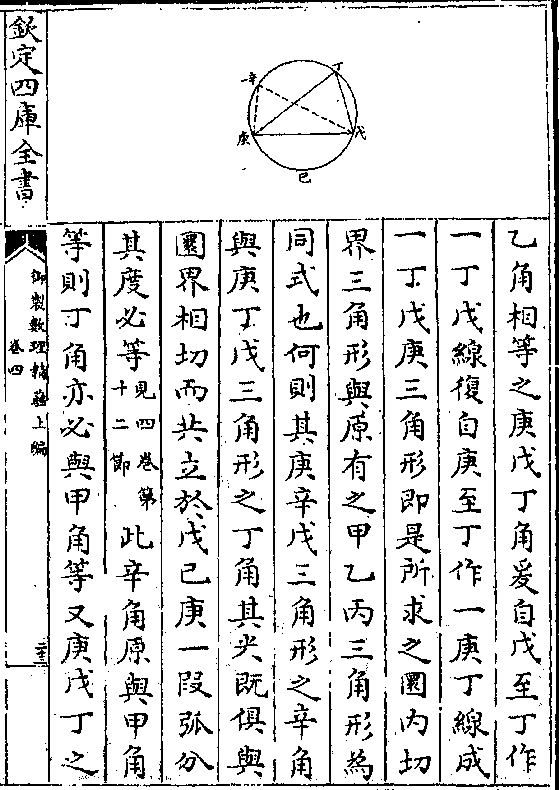 乙角相等之庚戊丁角爰自戊至丁作
一丁戊線復自庚至丁作一庚丁線成
一丁戊庚三角形即是所求之圜内切
界三角形與原有之甲乙丙三角形為
同式也何則其庚辛戊三角形之辛角
與庚丁戊三角形之丁角其尖既俱與
圜界相切而共立於戊己庚一段弧分
其度必等見四卷第十二節此辛角原與甲角
等則丁角亦必與甲角等又庚戊丁之
丁
辛
庚
戊
己
欽定四庫全書
御製數理精蘊上編
卷四